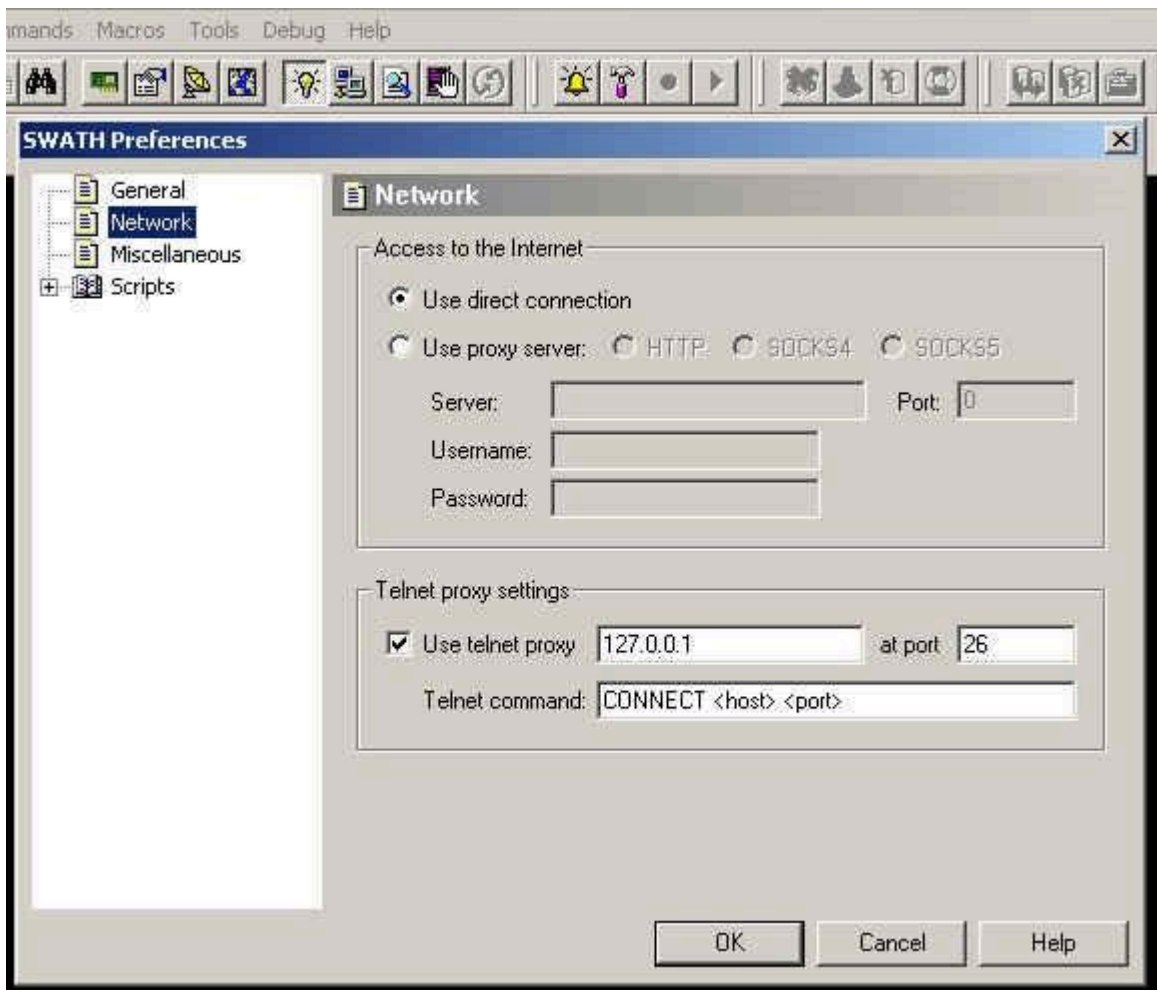 mmands Macros Tools Debug Help
SWATH Preferences
General
Network
Miscellaneous
Scripts
Network
Access to the Internet
Use direct connection
Use proxy server: HTTP SOCKS4 SOCKS5
Server: Port: 0
Username:
Password:
Telnet proxy settings
Use telnet proxy 127.0.0.1 at port 26
Telnet command: CONNECT <host> <port>
OK Cancel Help